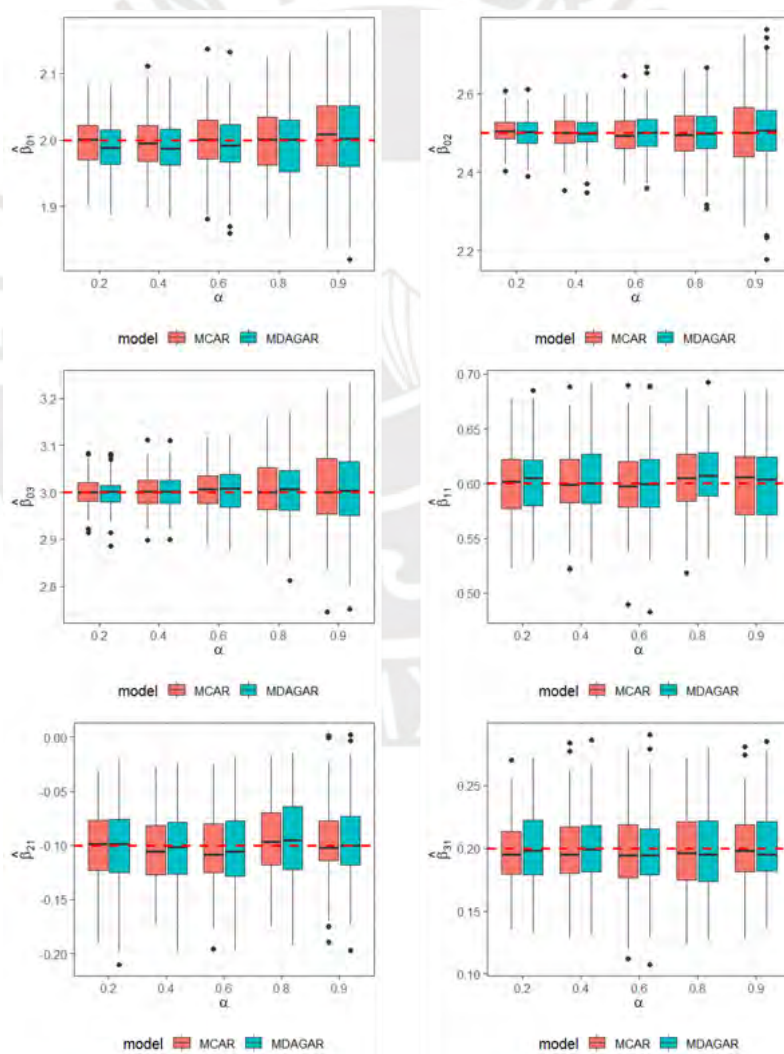 2.1
2.0
1.9
β̂₀₁
0.2 0.4 0.6 0.8 0.9
α
model MCAR MDAGAR
2.6
2.4
2.2
β̂₀₂
0.2 0.4 0.6 0.8 0.9
α
model MCAR MDAGAR
3.2
3.1
3.0
2.9
2.8
β̂₀₃
0.2 0.4 0.6 0.8 0.9
α
model MCAR MDAGAR
0.70
0.65
0.60
0.55
0.50
β̂₁₁
0.2 0.4 0.6 0.8 0.9
α
model MCAR MDAGAR
0.00
-0.05
-0.10
-0.15
-0.20
β̂₂₁
0.2 0.4 0.6 0.8 0.9
α
model MCAR MDAGAR
0.25
0.20
0.15
0.10
β̂₃₁
0.2 0.4 0.6 0.8 0.9
α
model MCAR MDAGAR